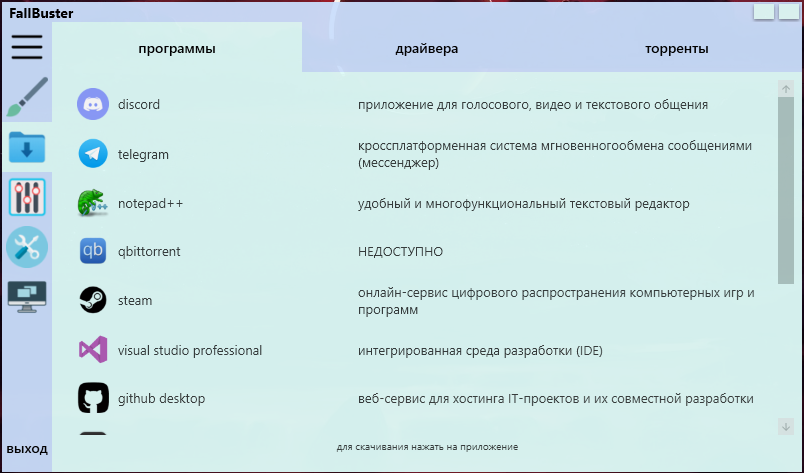 FallBuster
программы
драйвера
торренты
discord
приложение для голосового, видео и текстового общения
telegram
кроссплатформенная система мгновенногообмена сообщениями
(мессенджер)
notepad++
удобный и многофункциональный текстовый редактор
qb
qbittorrent
НЕДОСТУПНО
steam
онлайн-сервис цифрового распространения компьютерных игр и
программ
visual studio professional
интегрированная среда разработки (IDE)
github desktop
веб-сервис для хостинга IT-проектов и их совместной разработки
выход
для скачивания нажать на приложение